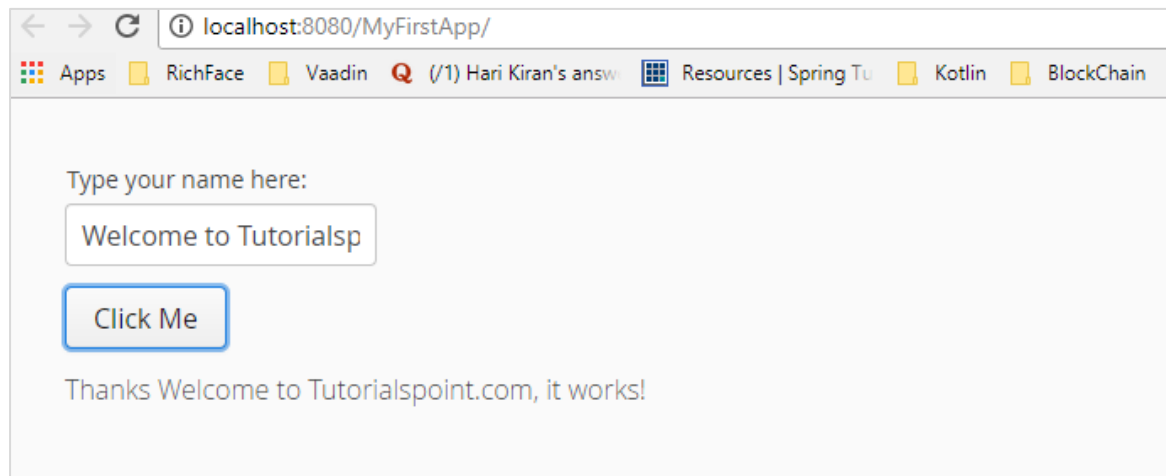 localhost:8080/MyFirstApp/
Apps RichFace Vaadin Q (/1) Hari Kiran's answ Resources | Spring Tu Kotlin BlockChain
Type your name here:
Welcome to Tutorialsp
Click Me
Thanks Welcome to Tutorialspoint.com, it works!